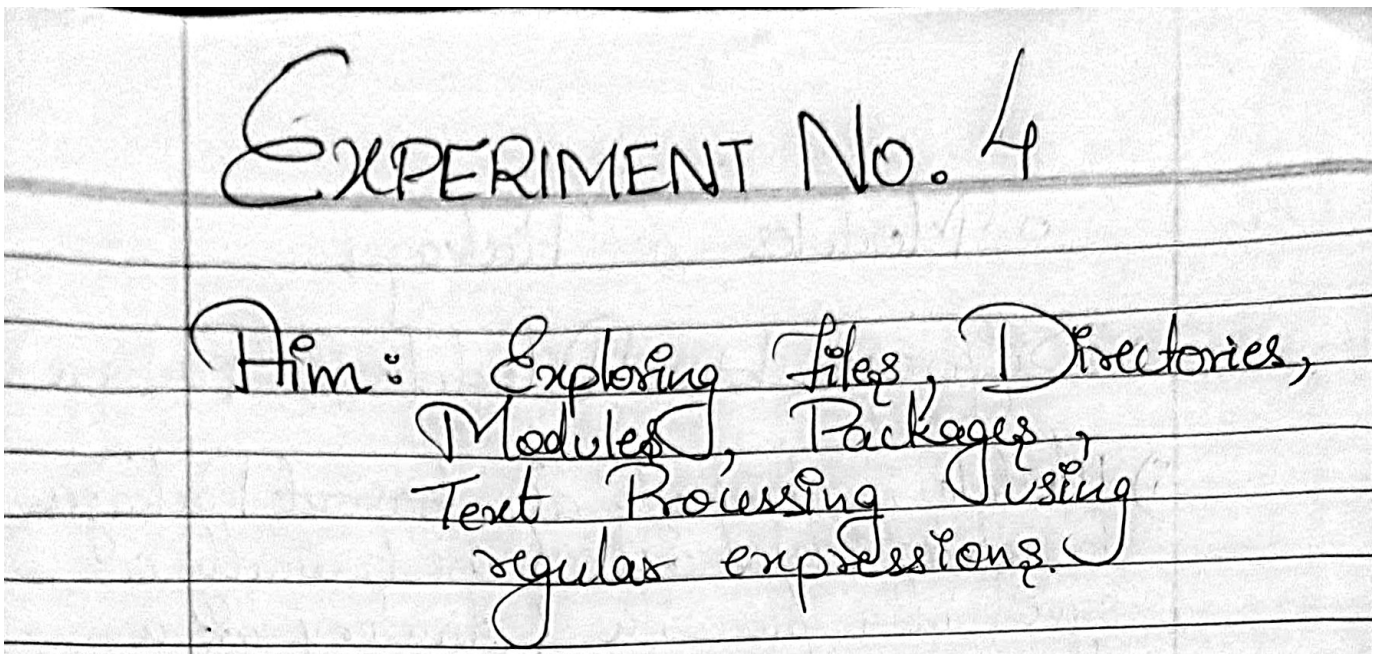 EXPERIMENT NO. 4
Aim: Exploring files, Directories,
Modules, Packages,
Text Processing using
regular expressions.